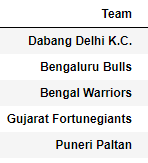 Team
Dabang Delhi K.C.
Bengaluru Bulls
Bengal Warriors
Gujarat Fortunegiants
Puneri Paltan